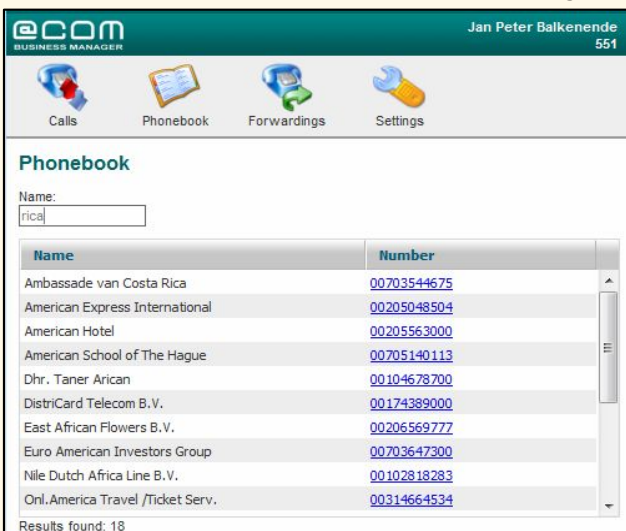 @COM
BUSINESS MANAGER
Jan Peter Balkenende
551
Calls Phonebook Forwardings Settings
Phonebook
Name:
rica
Name Number
Ambassade van Costa Rica 00703544675
American Express International 00205048504
American Hotel 00205563000
American School of The Hague 00705140113
Dhr. Taner Arican 00104678700
DistriCard Telecom B.V. 00174389000
East African Flowers B.V. 00206569777
Euro American Investors Group 00703647300
Nile Dutch Africa Line B.V. 00102818283
Onl.America Travel /Ticket Serv. 00314664534
Results found: 18